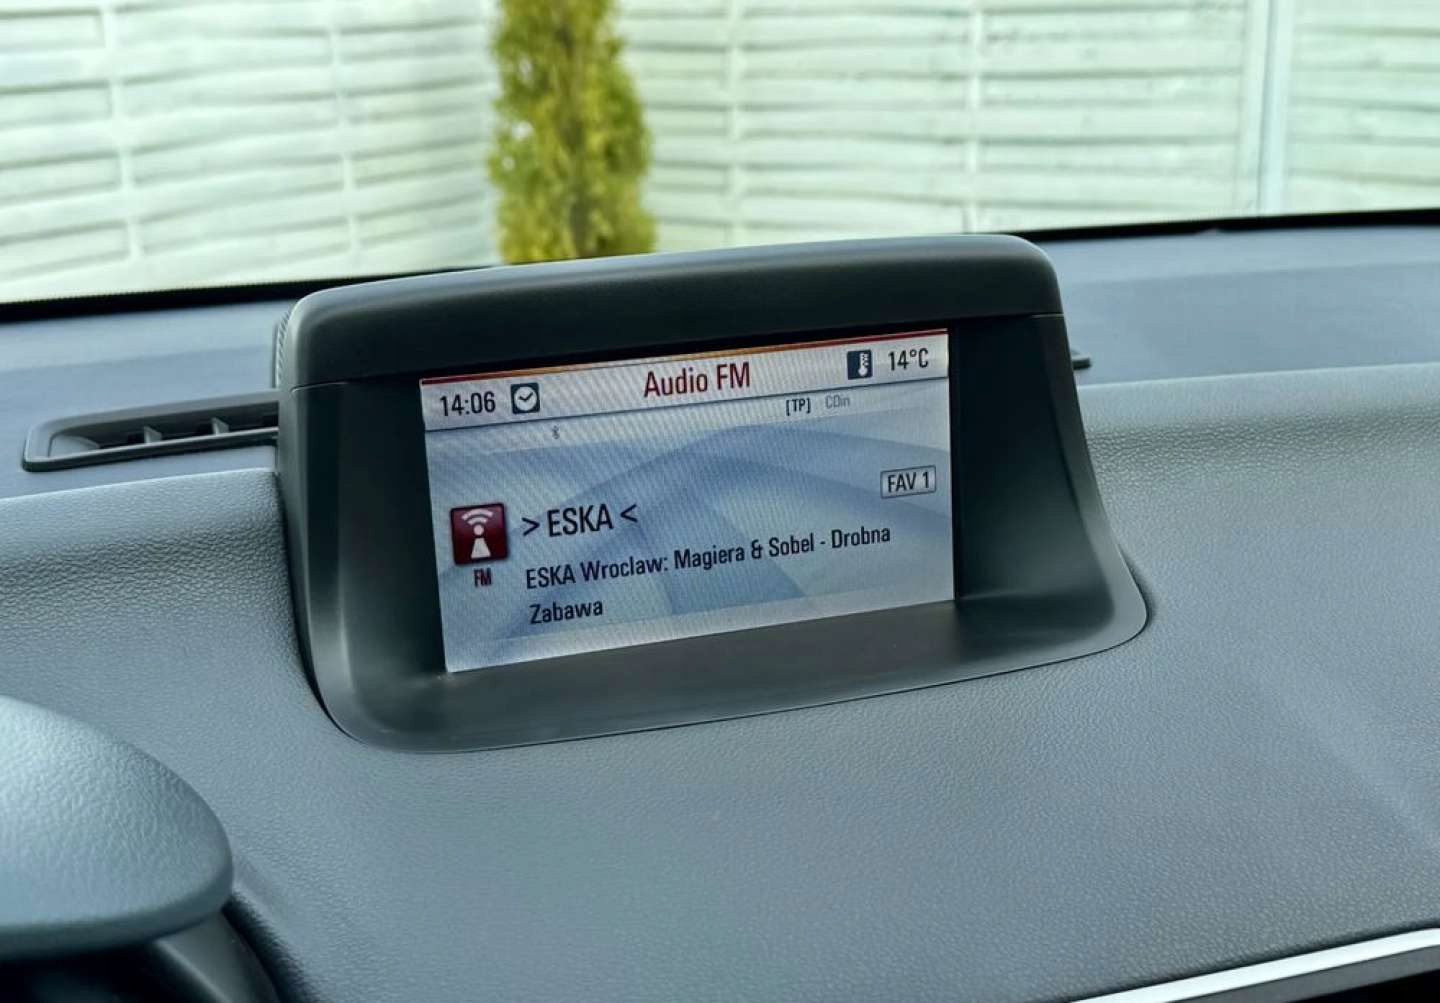 14:06 Audio FM 14°C
[TP] CDin
FAV 1
> ESKA <
FM
ESKA Wroclaw: Magiera & Sobel - Drobna
Zabawa